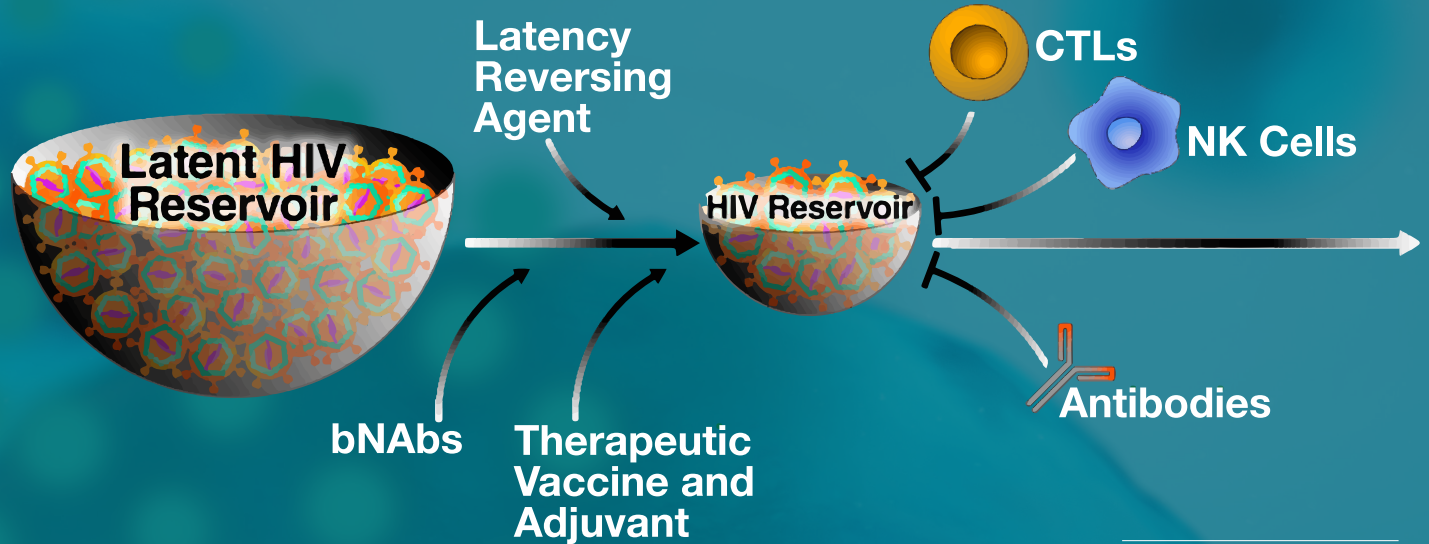 Latency
Reversing
Agent
CTLs
NK Cells
Latent HIV
Reservoir
HIV Reservoir
bNAbs
Therapeutic
Vaccine and
Adjuvant
Antibodies